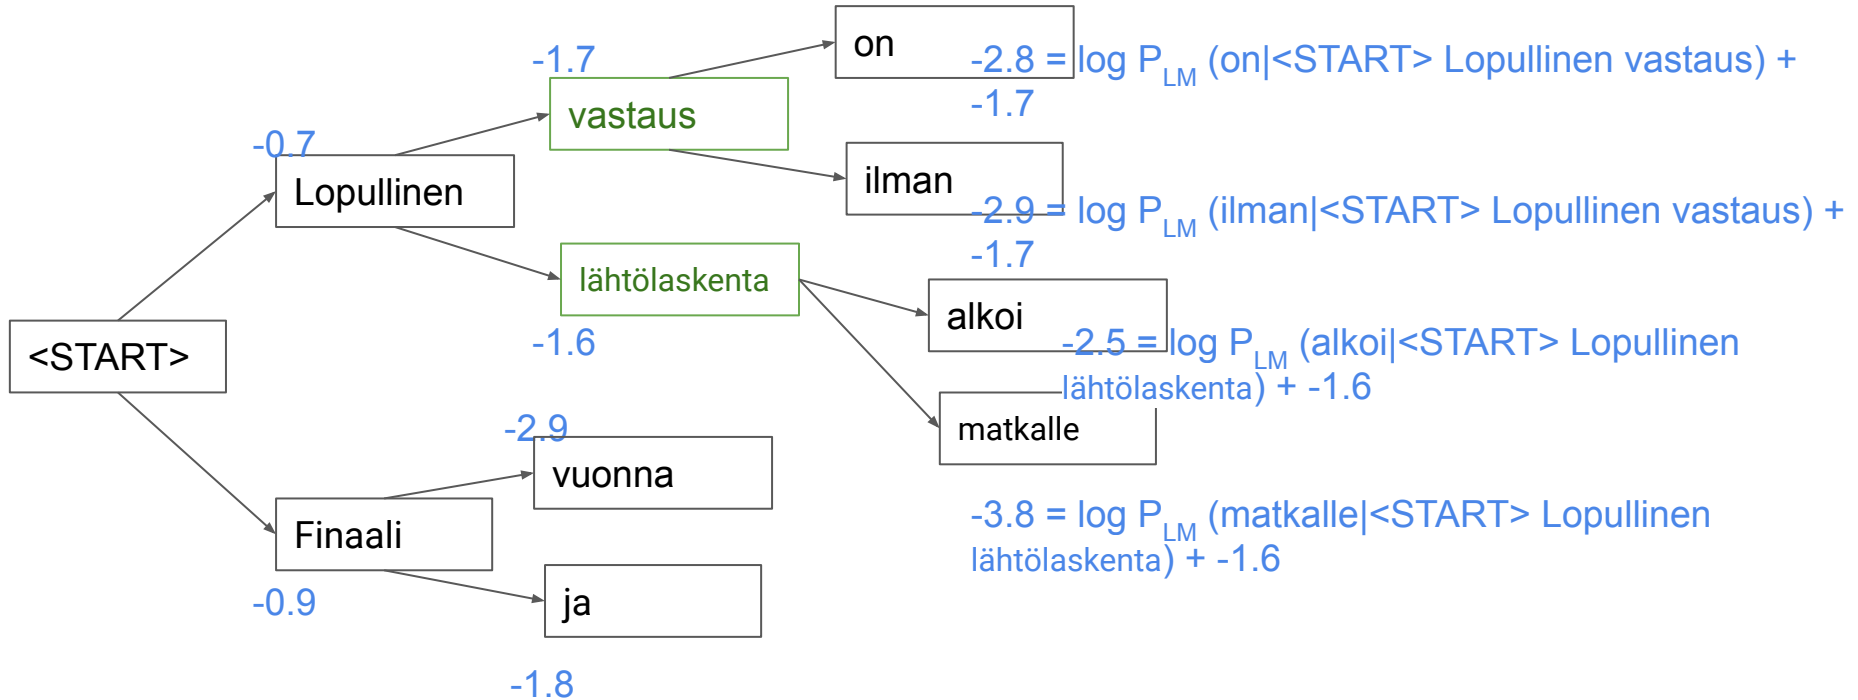 on
-1.7
-2.8 = log P_LM (on|<START> Lopullinen vastaus) +
-1.7
vastaus
-0.7
ilman
Lopullinen
-2.9 = log P_LM (ilman|<START> Lopullinen vastaus) +
-1.7
lähtölaskenta
alkoi
-1.6
-2.5 = log P_LM (alkoi|<START> Lopullinen
lähtölaskenta) + -1.6
<START>
-2.9
matkalle
vuonna
-3.8 = log P_LM (matkalle|<START> Lopullinen
lähtölaskenta) + -1.6
Finaali
-0.9
ja
-1.8